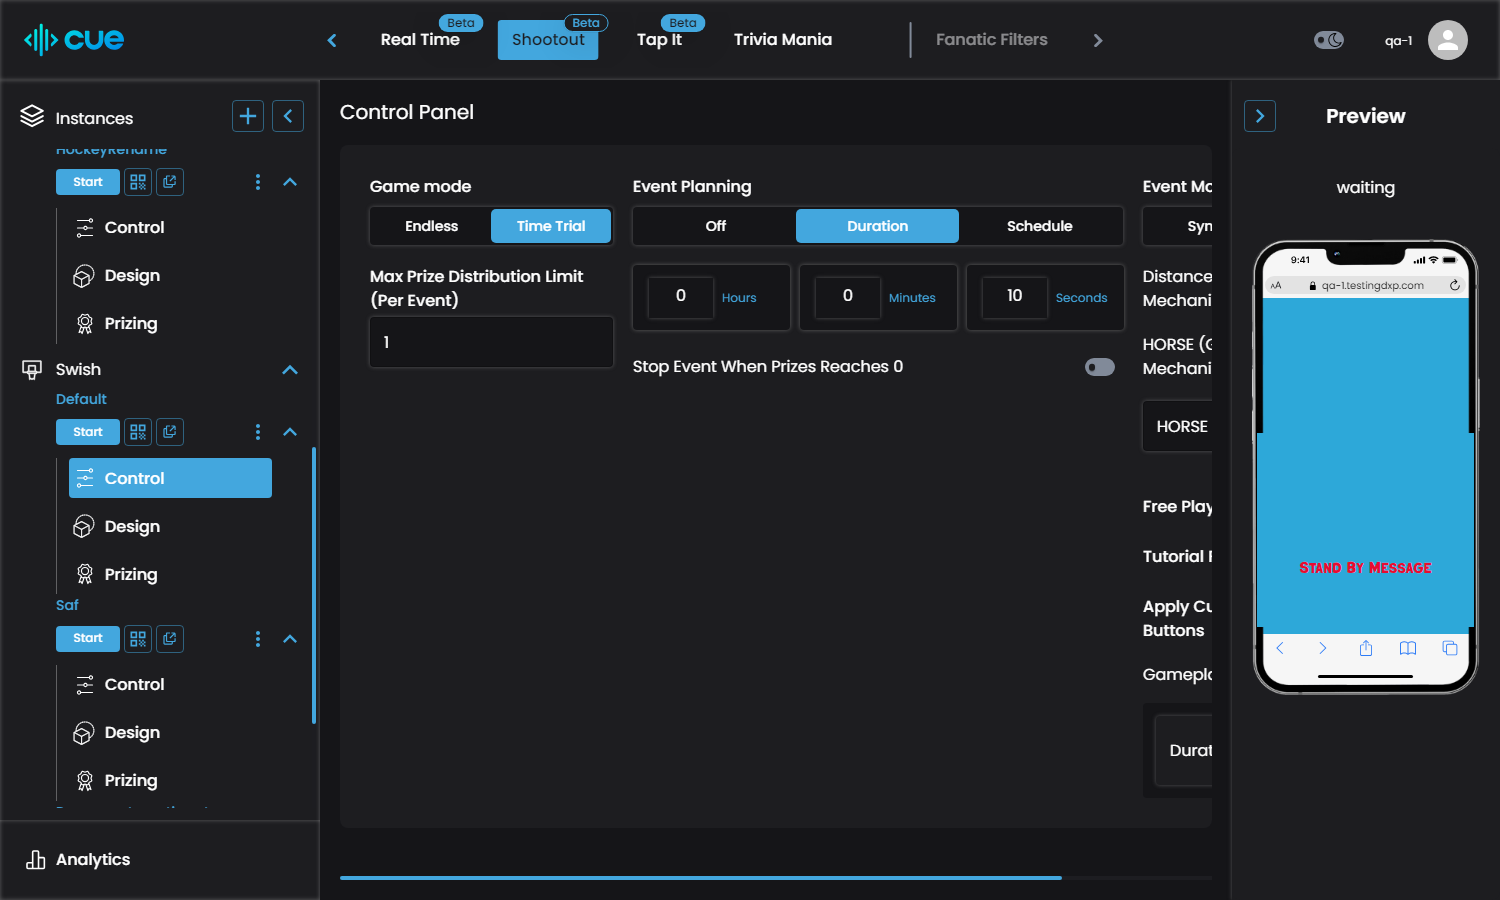 cue
Real Time
Beta
Shootout
Beta
Tap It
Beta
Trivia Mania
Fanatic Filters
qa-1
Instances
HockeyRename
Start
Control
Design
Prizing
Swish
Default
Start
Control
Design
Prizing
Saf
Start
Control
Design
Prizing
Analytics
Control Panel
Game mode
Endless
Time Trial
Max Prize Distribution Limit
(Per Event)
1
Event Planning
Off
Duration
Schedule
0
Hours
0
Minutes
10
Seconds
Stop Event When Prizes Reaches 0
Event Mo
Syn
Distance
Mechani
HORSE (G
Mechani
HORSE
Free Play
Tutorial
Apply Cu
Buttons
Gamepla
Durat
Preview
waiting
9:41
AA
qa-1.testingdxp.com
Stand By Message